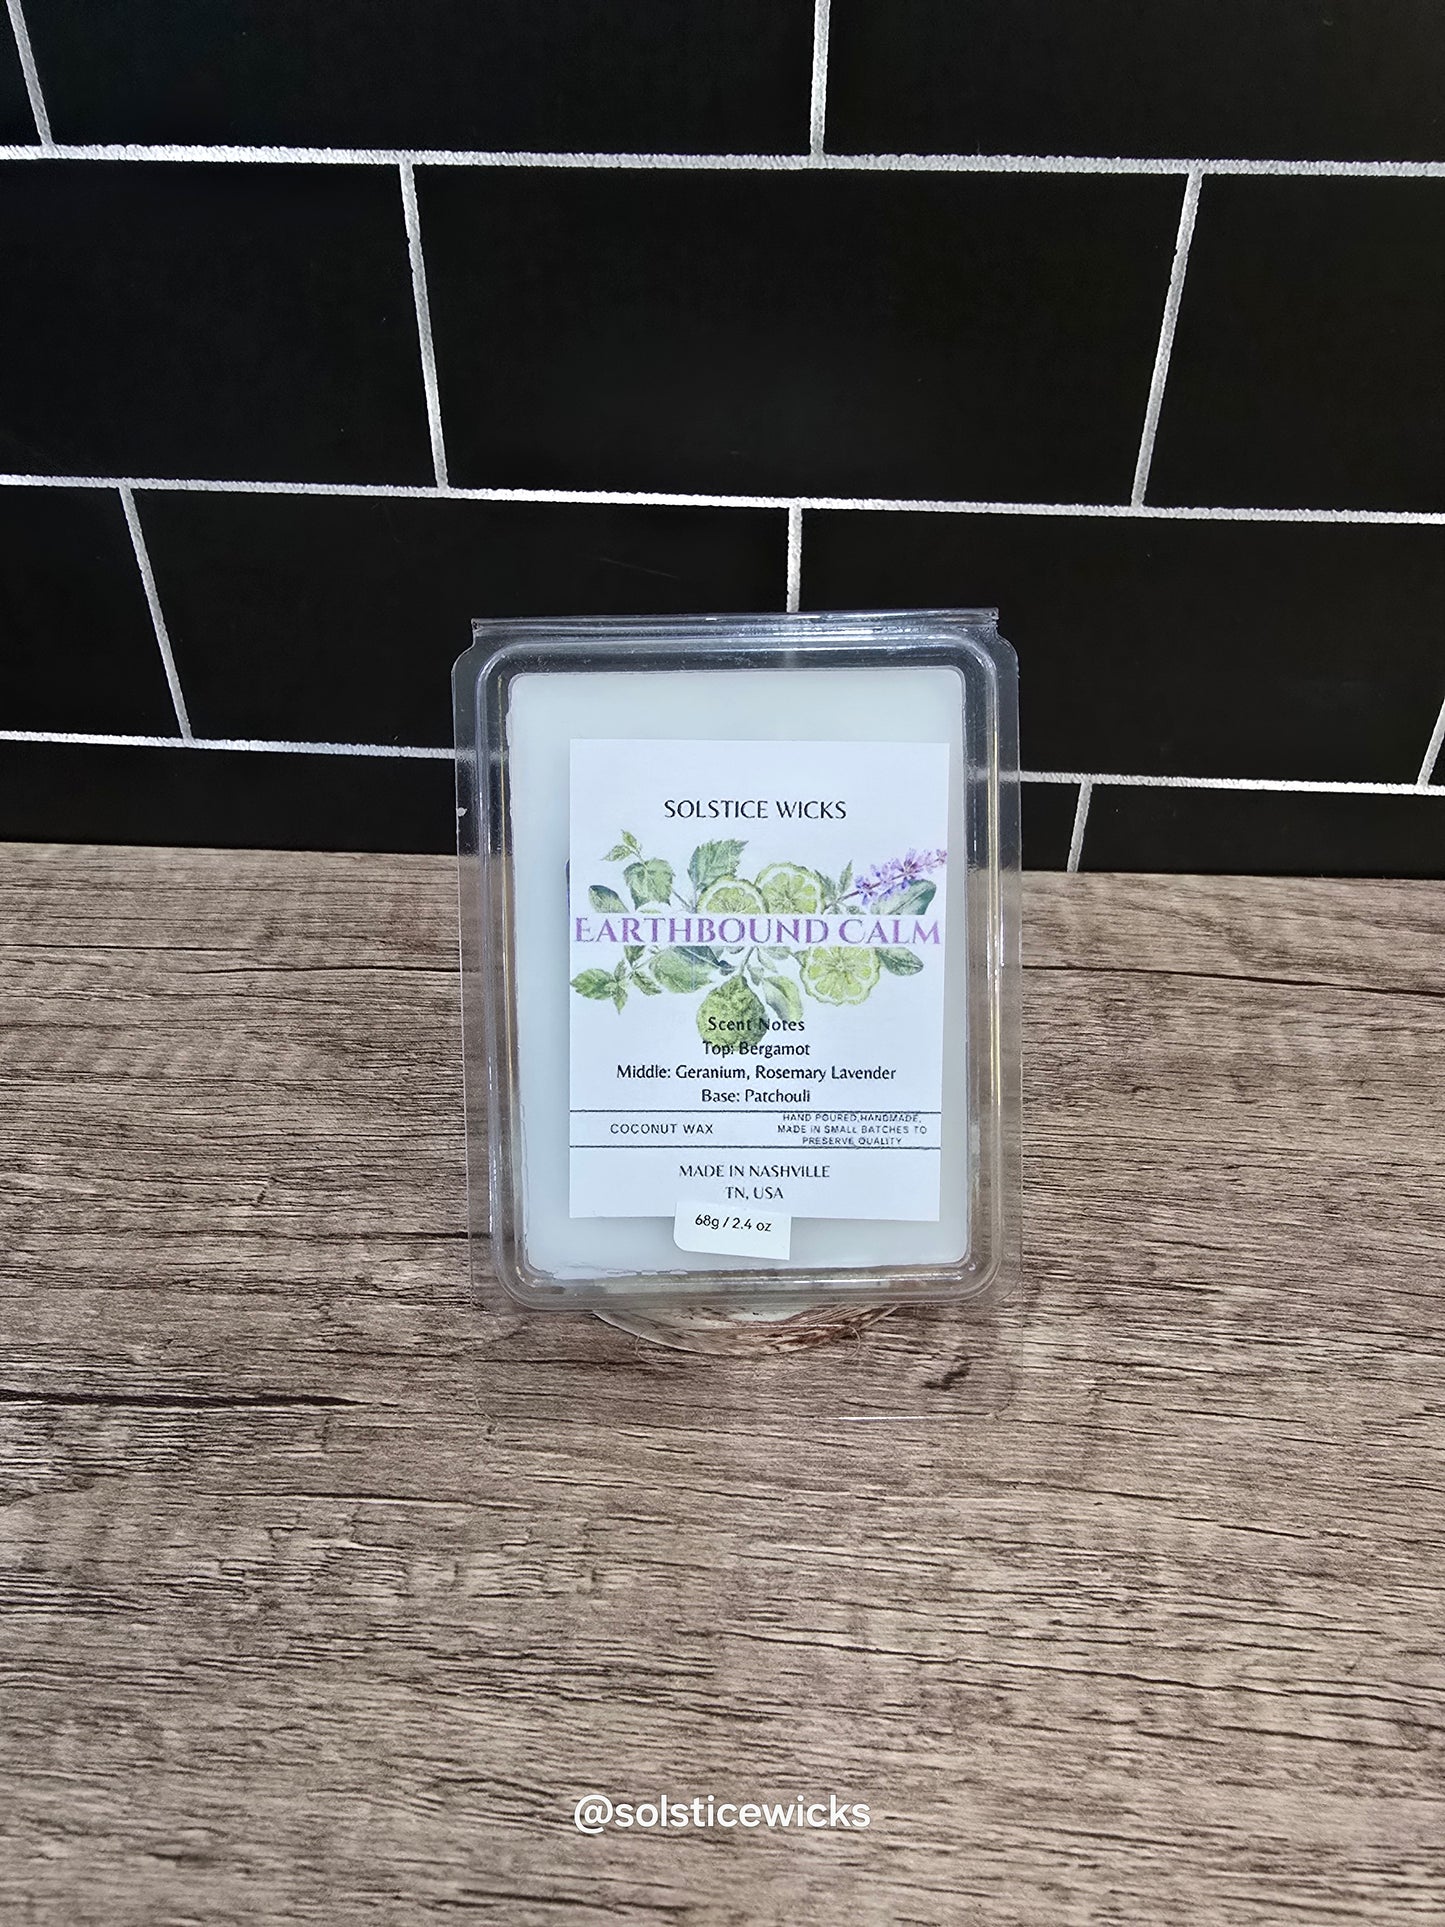 SOLSTICE WICKS
EARTHBOUND CALM
Scent Notes
Top: Bergamot
Middle: Geranium, Rosemary Lavender
Base: Patchouli
COCONUT WAX
HAND POURED,HANDMADE,
MADE IN SMALL BATCHES TO
PRESERVE QUALITY
MADE IN NASHVILLE
TN, USA
68g / 2.4 oz
@solsticewicks